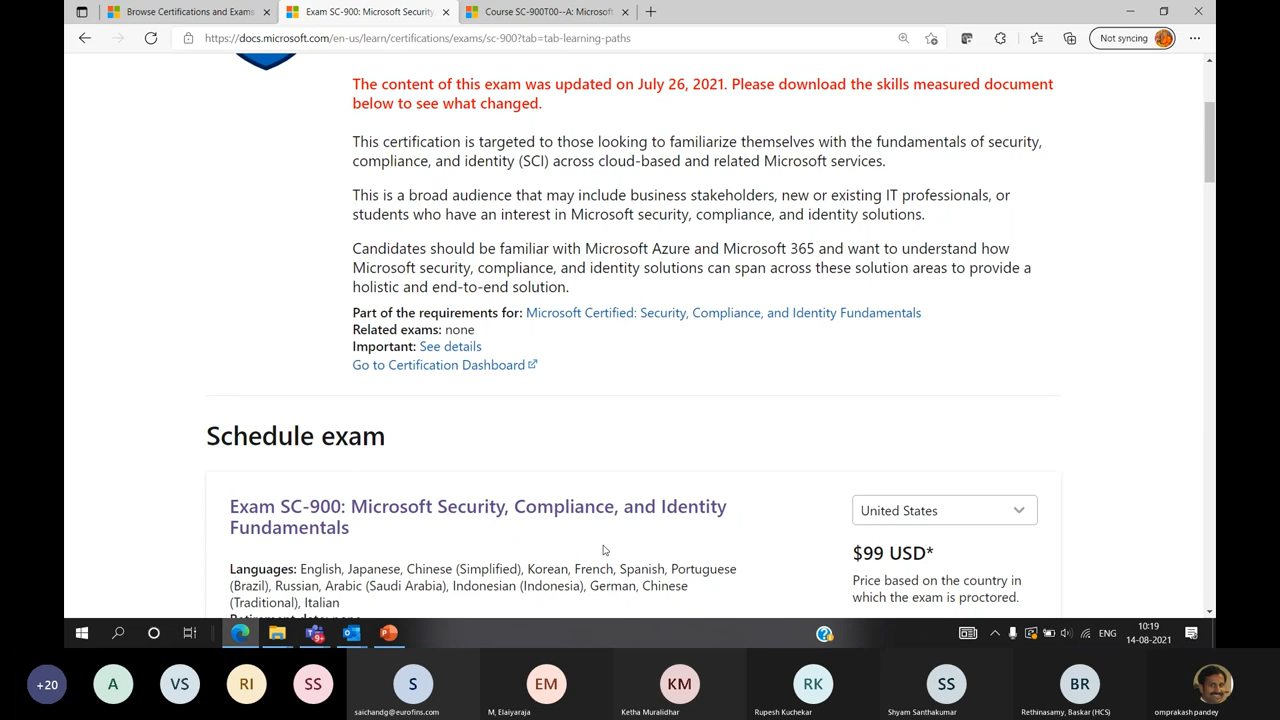 Browse Certifications and Exams
Exam SC-900: Microsoft Security,
Course SC-900T00--A: Microsoft
https://docs.microsoft.com/en-us/learn/certifications/exams/sc-900?tab=tab-learning-paths
Not syncing
The content of this exam was updated on July 26, 2021. Please download the skills measured document
below to see what changed.
This certification is targeted to those looking to familiarize themselves with the fundamentals of security,
compliance, and identity (SCI) across cloud-based and related Microsoft services.
This is a broad audience that may include business stakeholders, new or existing IT professionals, or
students who have an interest in Microsoft security, compliance, and identity solutions.
Candidates should be familiar with Microsoft Azure and Microsoft 365 and want to understand how
Microsoft security, compliance, and identity solutions can span across these solution areas to provide a
holistic and end-to-end solution.
Part of the requirements for: Microsoft Certified: Security, Compliance, and Identity Fundamentals
Related exams: none
Important: See details
Go to Certification Dashboard
Schedule exam
Exam SC-900: Microsoft Security, Compliance, and Identity
Fundamentals
United States
$99 USD*
Languages: English, Japanese, Chinese (Simplified), Korean, French, Spanish, Portuguese
(Brazil), Russian, Arabic (Saudi Arabia), Indonesian (Indonesia), German, Chinese
(Traditional), Italian
Price based on the country in
which the exam is proctored.
Retirement date: none
ENG
10:19
14-08-2021
+20
A
VS
RI
SS
S
EM
KM
RK
SS
BR
saichandg@eurofins.com
M, Elaiyaraja
Ketha Muralidhar
Rupesh Kuchekar
Shyam Santhakumar
Rethinasamy, Baskar (HCS)
omprakash pandey